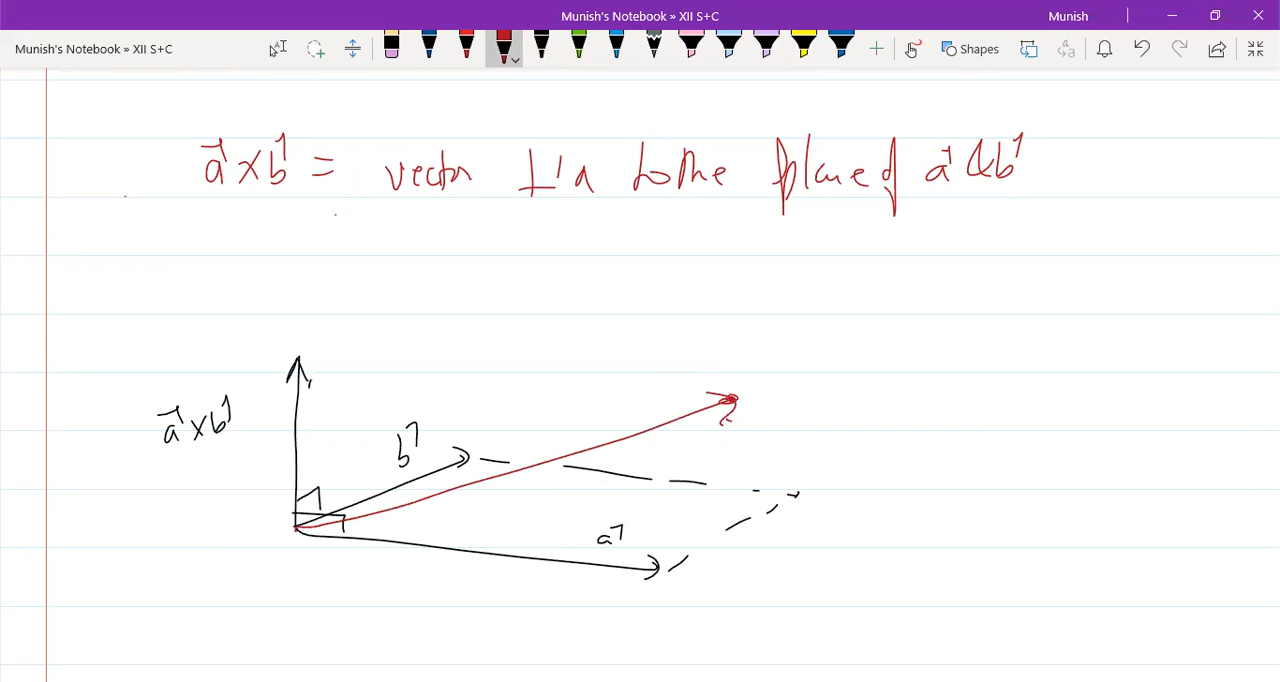 Munish's Notebook » XII S+C
Munish
Munish's Notebook » XII S+C
Shapes
a⃗ × b⃗ = vector ⊥'a to the plane of a⃗ & b⃗
a⃗ × b⃗
b⃗
a⃗